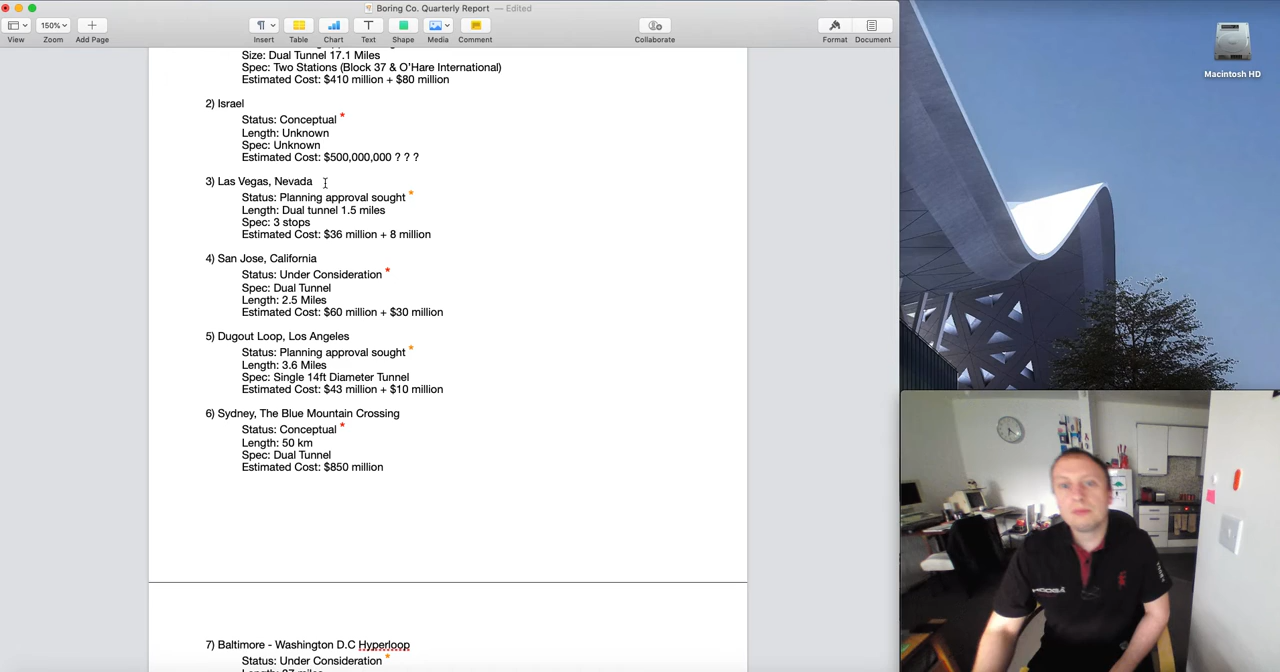 Boring Co. Quarterly Report — Edited
150%
View
Zoom
Add Page
Insert
Table
Chart
Text
Shape
Media
Comment
Collaborate
Format
Document
Size: Dual Tunnel 17.1 Miles
Spec: Two Stations (Block 37 & O'Hare International)
Estimated Cost: $410 million + $80 million
2) Israel
Status: Conceptual *
Length: Unknown
Spec: Unknown
Estimated Cost: $500,000,000 ? ? ?
3) Las Vegas, Nevada
Status: Planning approval sought *
Length: Dual tunnel 1.5 miles
Spec: 3 stops
Estimated Cost: $36 million + 8 million
4) San Jose, California
Status: Under Consideration *
Spec: Dual Tunnel
Length: 2.5 Miles
Estimated Cost: $60 million + $30 million
5) Dugout Loop, Los Angeles
Status: Planning approval sought *
Length: 3.6 Miles
Spec: Single 14ft Diameter Tunnel
Estimated Cost: $43 million + $10 million
6) Sydney, The Blue Mountain Crossing
Status: Conceptual *
Length: 50 km
Spec: Dual Tunnel
Estimated Cost: $850 million
7) Baltimore - Washington D.C Hyperloop
Status: Under Consideration *
Macintosh HD